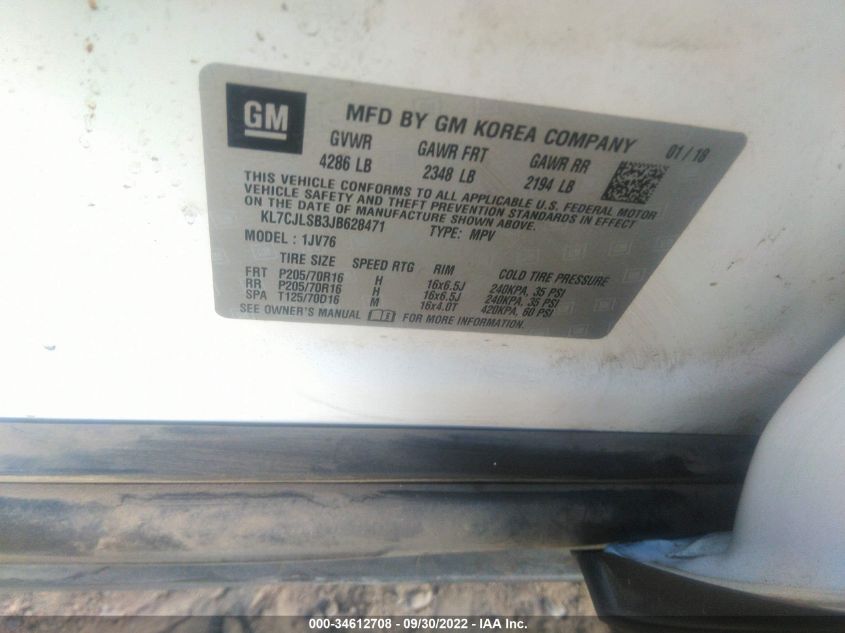 GM
MFD BY GM KOREA COMPANY 01/18
GVWR GAWR FRT GAWR RR
4286 LB 2348 LB 2194 LB
THIS VEHICLE CONFORMS TO ALL APPLICABLE U.S. FEDERAL MOTOR
VEHICLE SAFETY AND THEFT PREVENTION STANDARDS IN EFFECT
ON THE DATE OF MANUFACTURE SHOWN ABOVE.
KL7CJLSB3JB628471 TYPE: MPV
MODEL : 1JV76
TIRE SIZE SPEED RTG RIM COLD TIRE PRESSURE
FRT P205/70R16 H 16x6.5J 240KPA, 35 PSI
RR P205/70R16 H 16x6.5J 240KPA, 35 PSI
SPA T125/70D16 M 16x4.0T 420KPA, 60 PSI
SEE OWNER'S MANUAL FOR MORE INFORMATION.
000-34612708 - 09/30/2022 - IAA Inc.